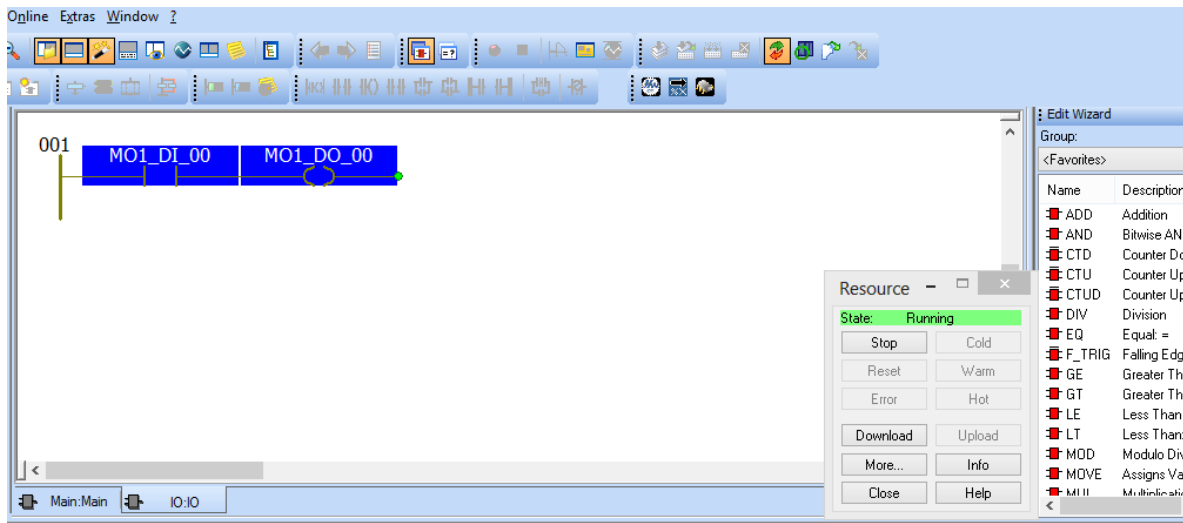 Online Extras Window ?
001
MO1_DI_00 MO1_DO_00
Edit Wizard
Group:
<Favorites>
Name Description
ADD Addition
AND Bitwise AN
CTD Counter Do
CTU Counter Up
CTUD Counter Up
DIV Division
EQ Equal: =
F_TRIG Falling Edg
GE Greater Th
GT Greater Th
LE Less Than
LT Less Than:
MOD Modulo Div
MOVE Assigns Va
MUL Multiplicati
Resource
State: Running
Stop Cold
Reset Warm
Error Hot
Download Upload
More... Info
Close Help
Main:Main IO:IO